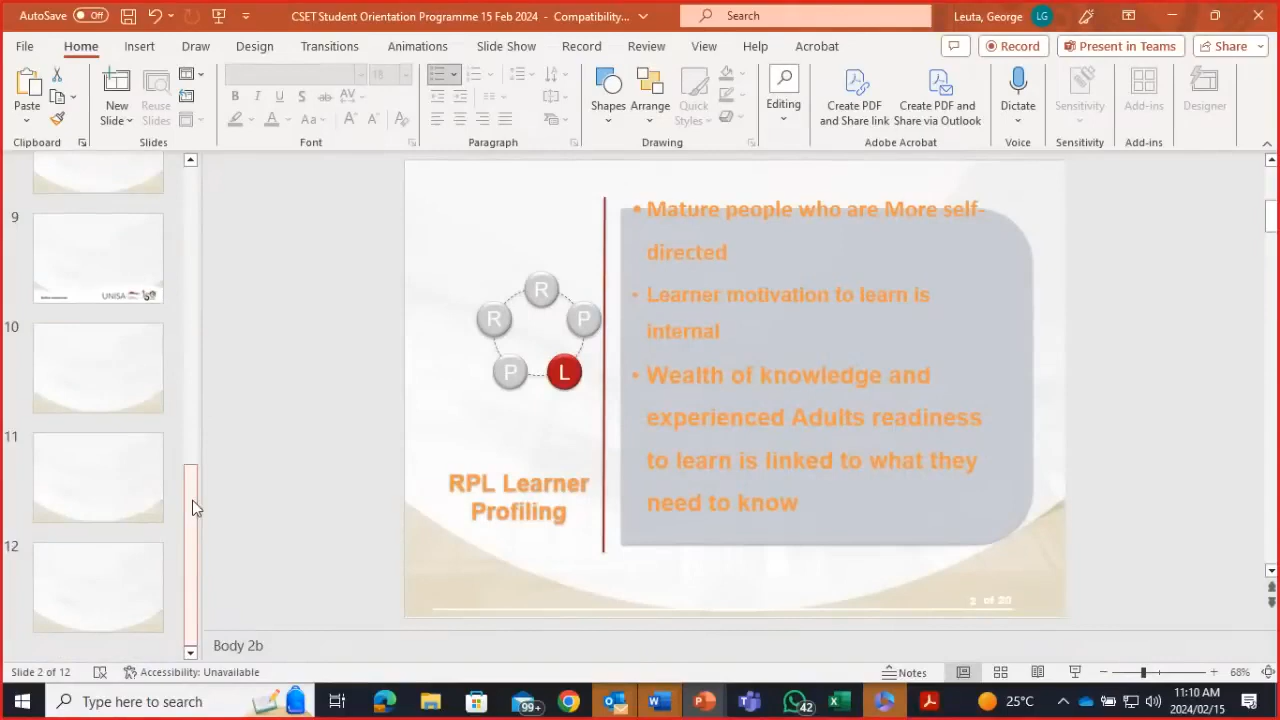 AutoSave Off CSET Student Orientation Programme 15 Feb 2024 - Compatibility... Search Leuta, George LG
File Home Insert Draw Design Transitions Animations Slide Show Record Review View Help Acrobat Record Present in Teams Share
Paste New Slide Reuse Slides 18 Shapes Arrange Quick Styles Editing Create PDF and Share link Create PDF and Share via Outlook Dictate Sensitivity Add-ins Designer
Clipboard Slides Font Paragraph Drawing Adobe Acrobat Voice Sensitivity Add-ins
9
UNISA
10
11
12
R
R P
P L
RPL Learner
Profiling
• Mature people who are More self-
directed
• Learner motivation to learn is
internal
• Wealth of knowledge and
experienced Adults readiness
to learn is linked to what they
need to know
2 of 20
Body 2b
Slide 2 of 12 Accessibility: Unavailable Notes 68%
Type here to search 99+ 42 25°C 11:10 AM
2024/02/15